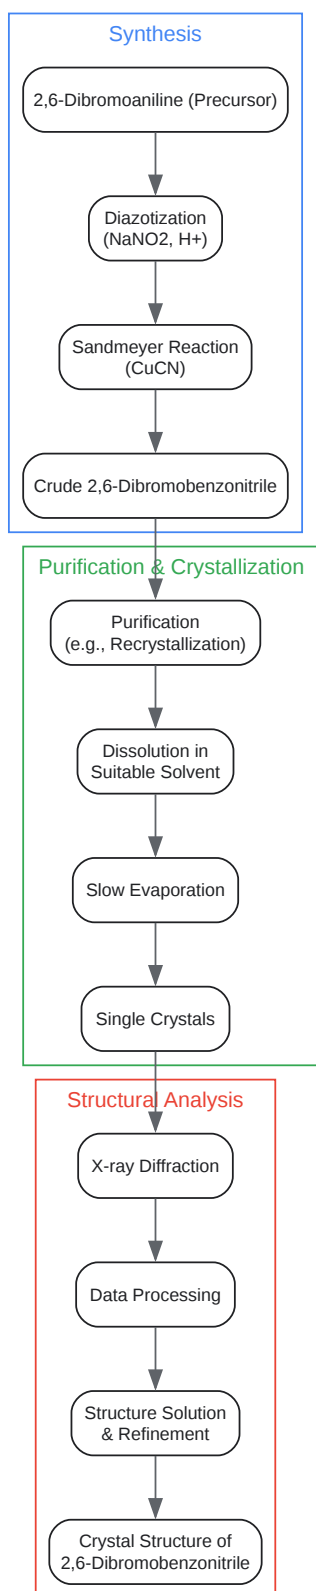 Synthesis
2,6-Dibromoaniline (Precursor)
Diazotization
(NaNO2, H+)
Sandmeyer Reaction
(CuCN)
Crude 2,6-Dibromobenzonitrile
Purification & Crystallization
Purification
(e.g., Recrystallization)
Dissolution in
Suitable Solvent
Slow Evaporation
Single Crystals
Structural Analysis
X-ray Diffraction
Data Processing
Structure Solution
& Refinement
Crystal Structure of
2,6-Dibromobenzonitrile